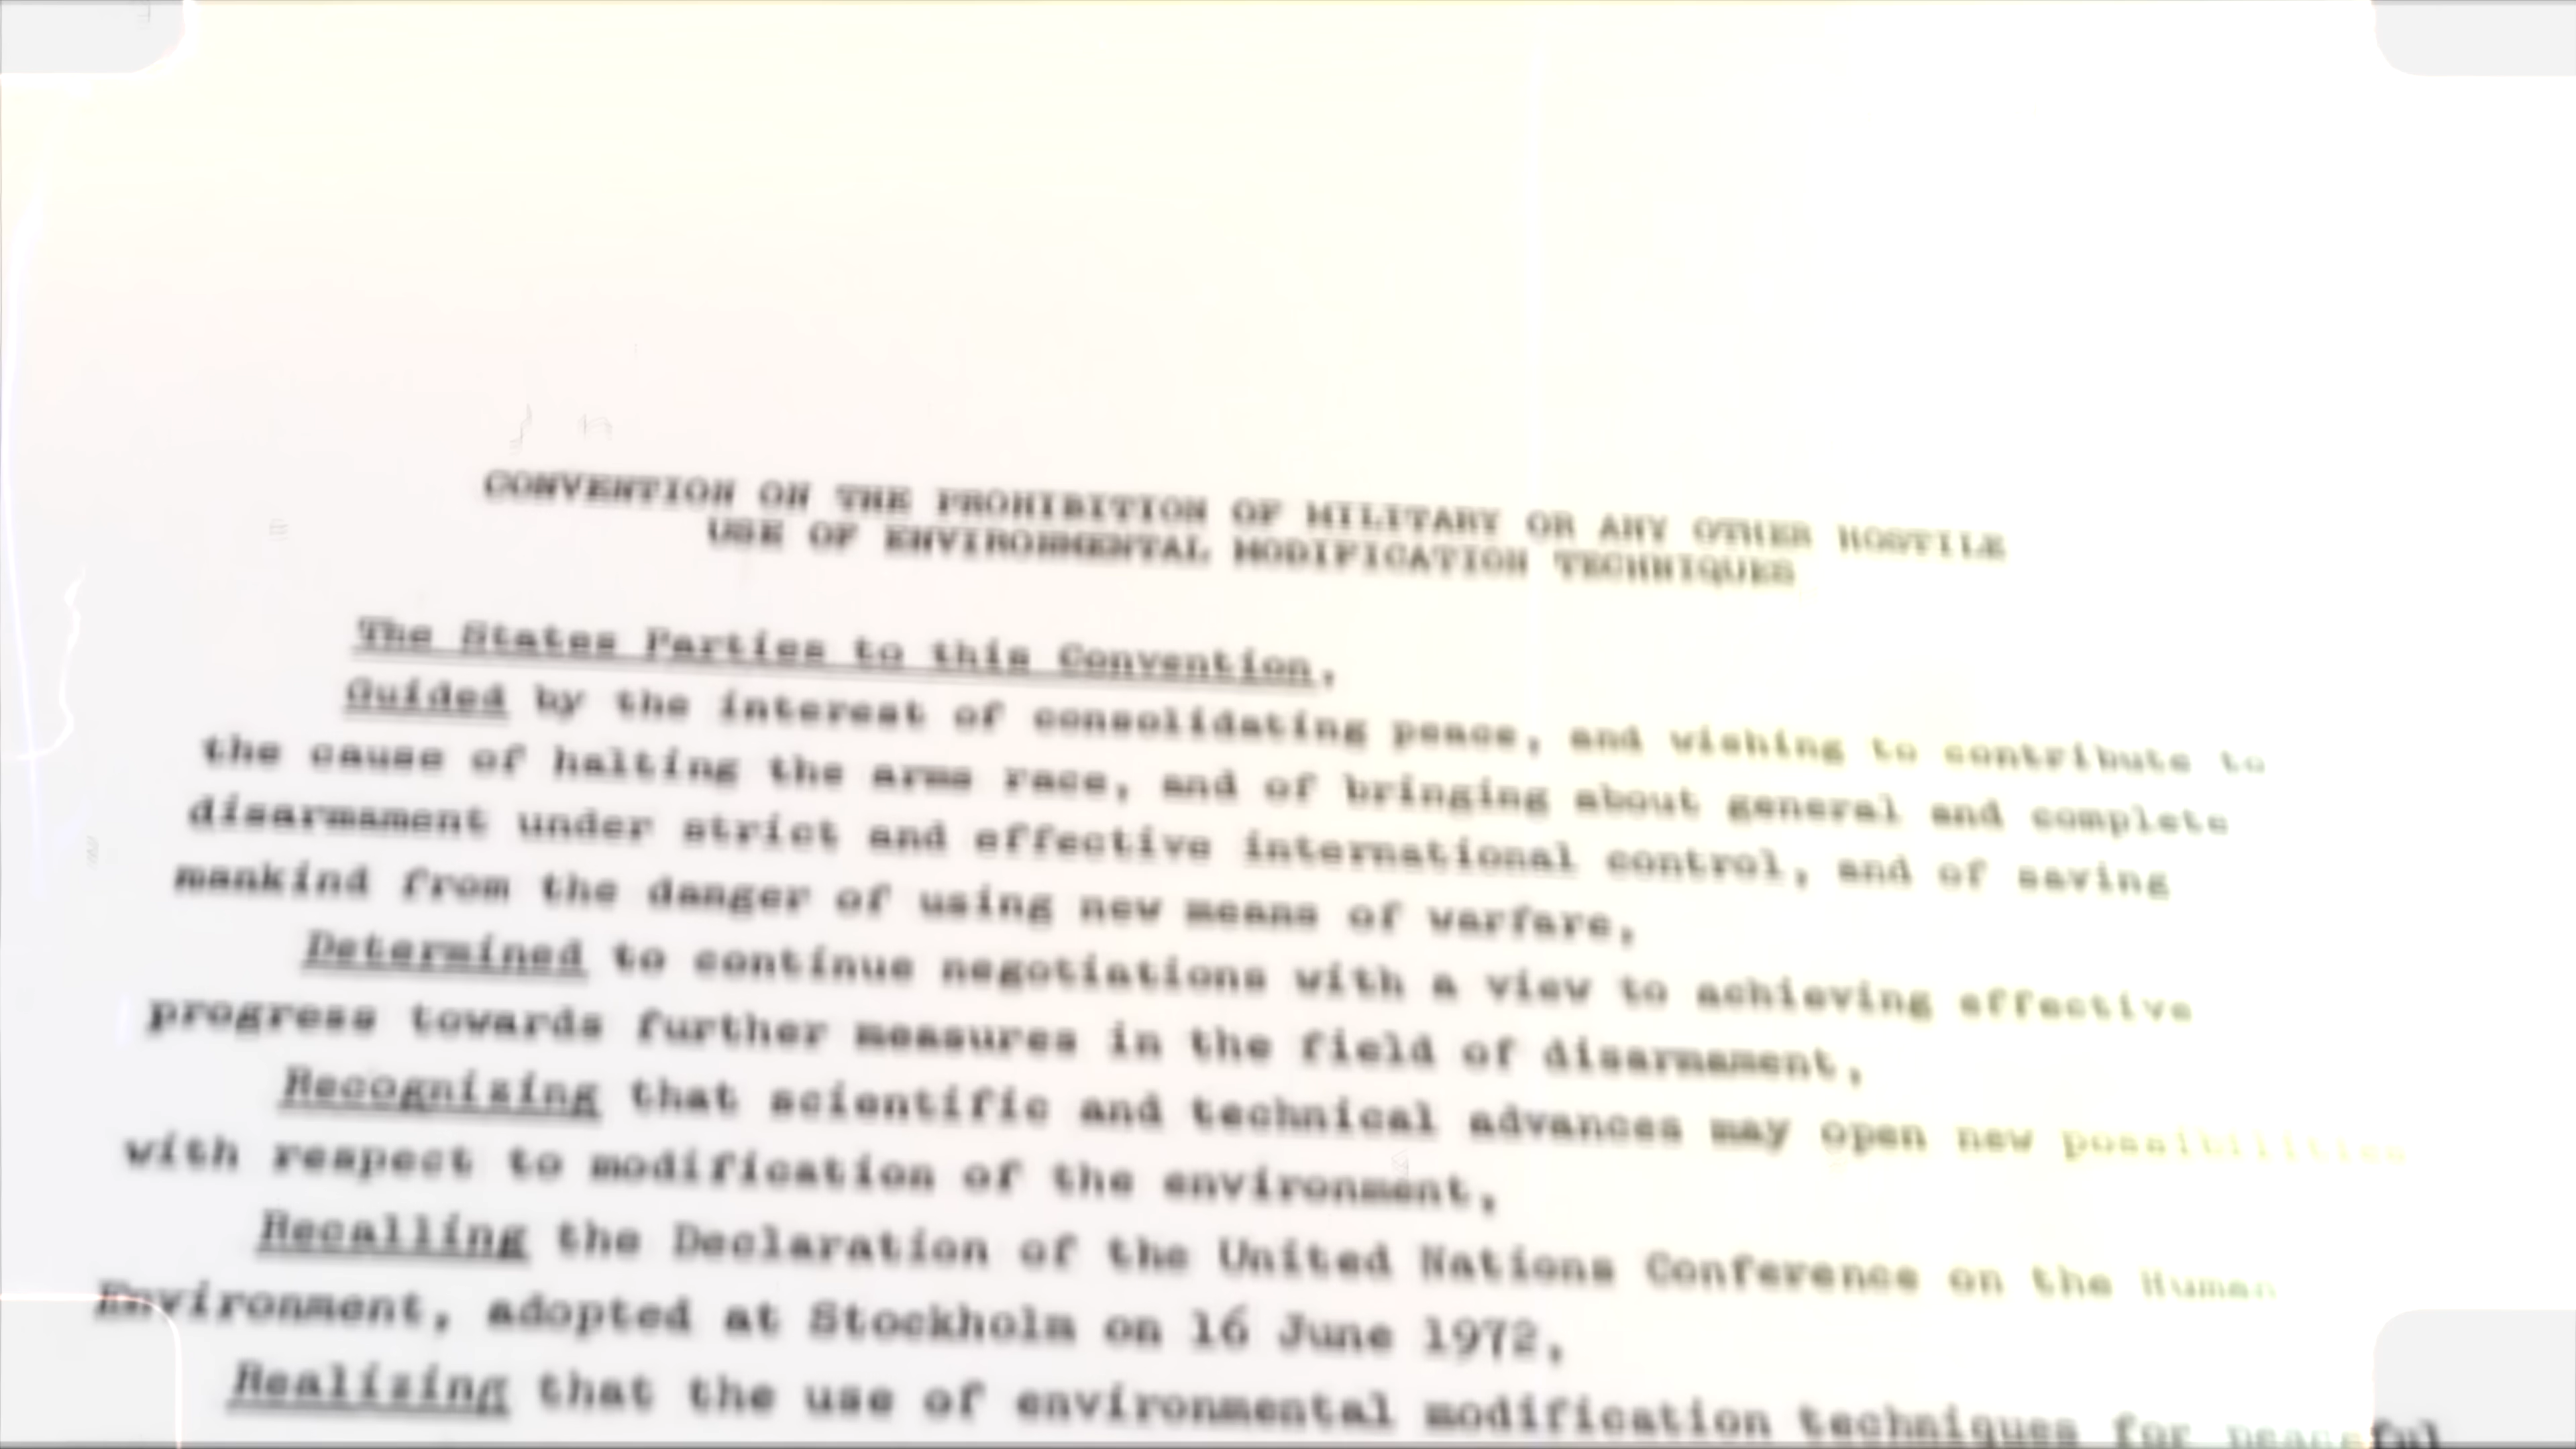 CONVENTION ON THE PROHIBITION OF MILITARY OR ANY OTHER HOSTILE
USE OF ENVIRONMENTAL MODIFICATION TECHNIQUES
The States Parties to this Convention,
Guided by the interest of consolidating peace, and wishing to contribute to
the cause of halting the arms race, and of bringing about general and complete
disarmament under strict and effective international control, and of saving
mankind from the danger of using new means of warfare,
Determined to continue negotiations with a view to achieving effective
progress towards further measures in the field of disarmament,
Recognizing that scientific and technical advances may open new possibilities
with respect to modification of the environment,
Recalling the Declaration of the United Nations Conference on the Human
Environment, adopted at Stockholm on 16 June 1972,
Realizing that the use of environmental modification techniques for peaceful